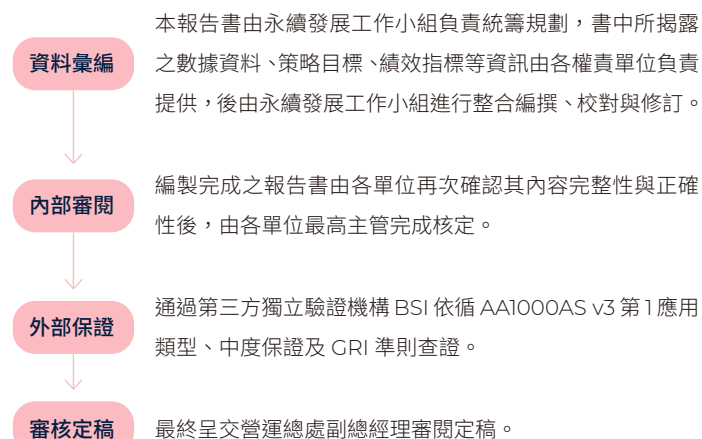 本報告書由永續發展工作小組負責統籌規劃，書中所揭露
資料彙編
之數據資料、策略目標、績效指標等資訊由各權責單位負責
提供，後由永續發展工作小組進行整合編撰、校對與修訂。
編製完成之報告書由各單位再次確認其內容完整性與正確
內部審閱
性後，由各單位最高主管完成核定。
通過第三方獨立驗證機構 BSI 依循 AA1000AS v3 第 1 應用
外部保證
類型、中度保證及 GRI 準則查證。
審核定稿
最終呈交營運總處副總經理審閱定稿。